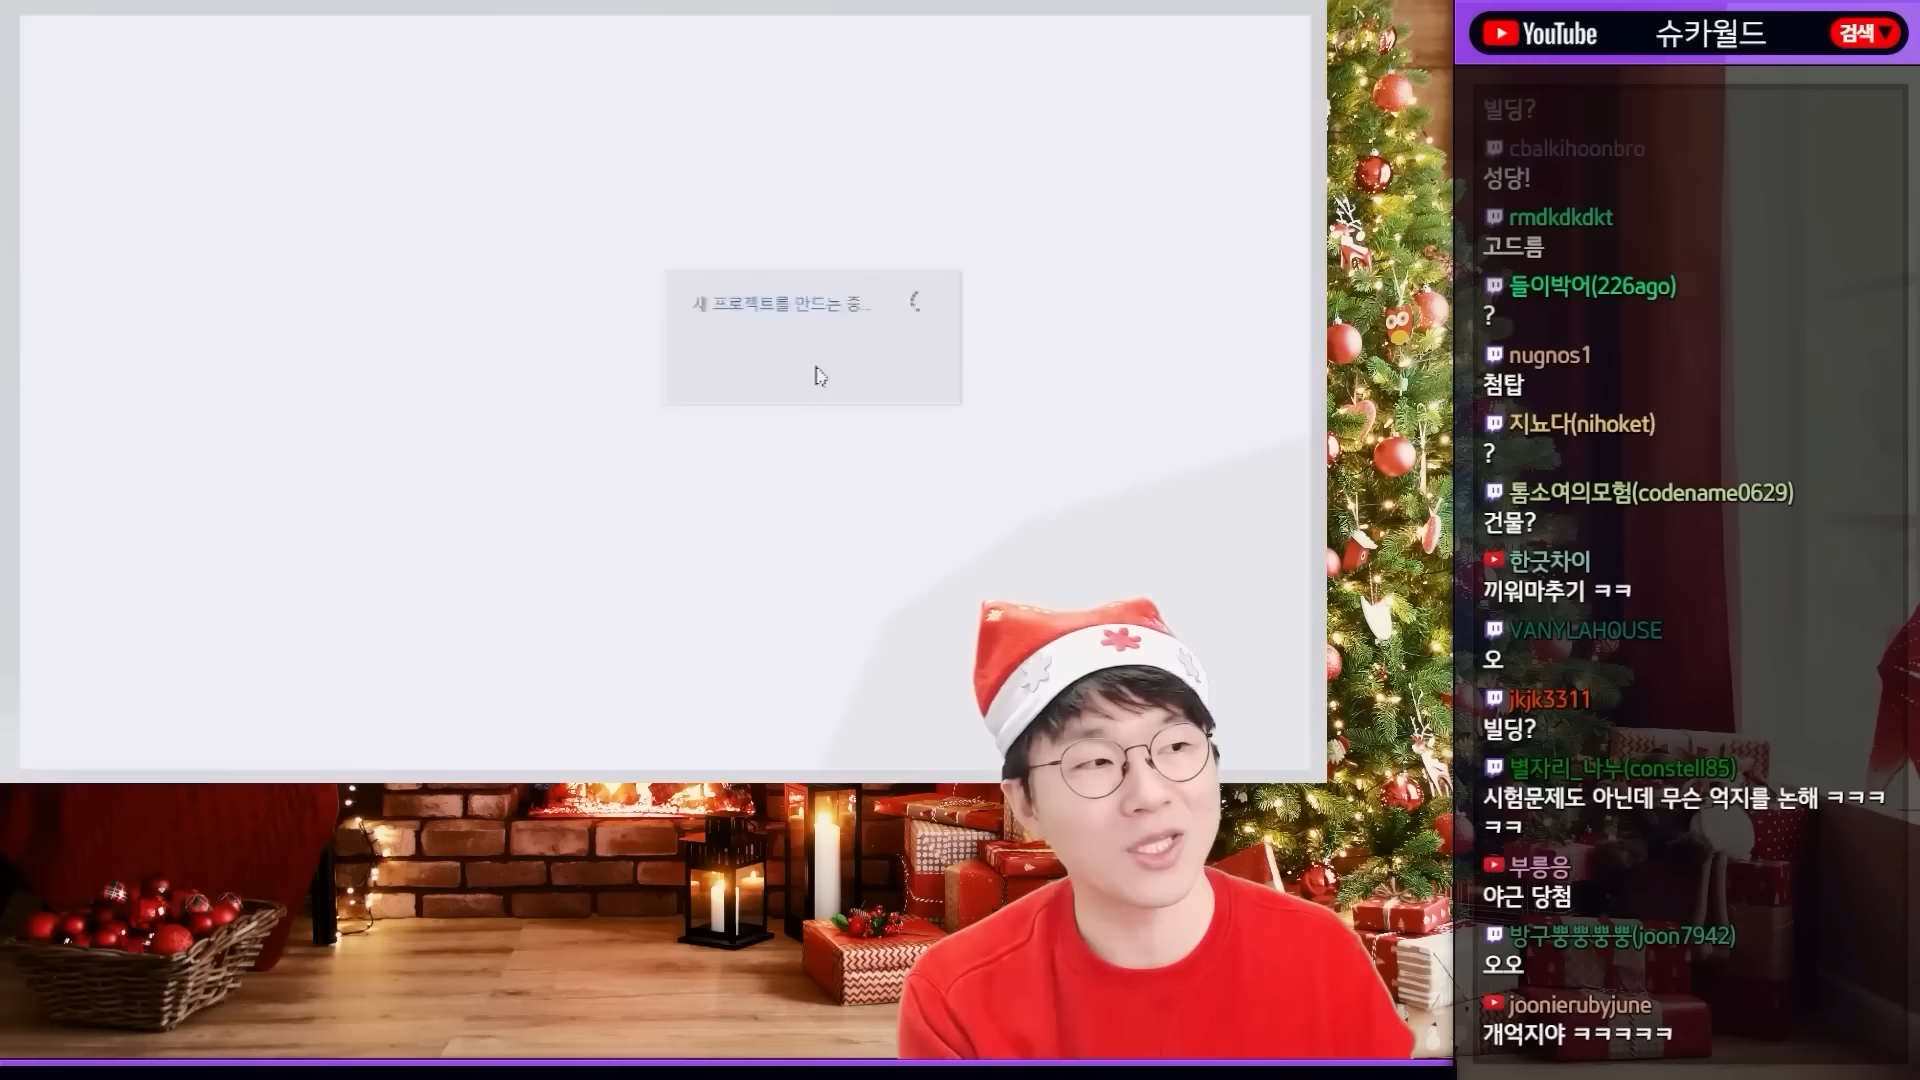 새 프로젝트를 만드는 중...
YouTube 슈카월드 검색▼
빌딩?
cbalkihoonbro
성당!
rmdkdkdkt
고드름
들이박어(226ago)
?
nugnos1
첨탑
지뇨다(nihoket)
?
톰소여의모험(codename0629)
건물?
한긋차이
끼워마추기 ㅋㅋ
VANYLAHOUSE
오
jkjk3311
빌딩?
별자리_나누(constell85)
시험문제도 아닌데 무슨 억지를 논해 ㅋㅋㅋ
ㅋㅋ
부릉응
야근 당첨
방구뿡뿡뿡뿡(joon7942)
오오
joonierubyjune
개억지야 ㅋㅋㅋㅋㅋ